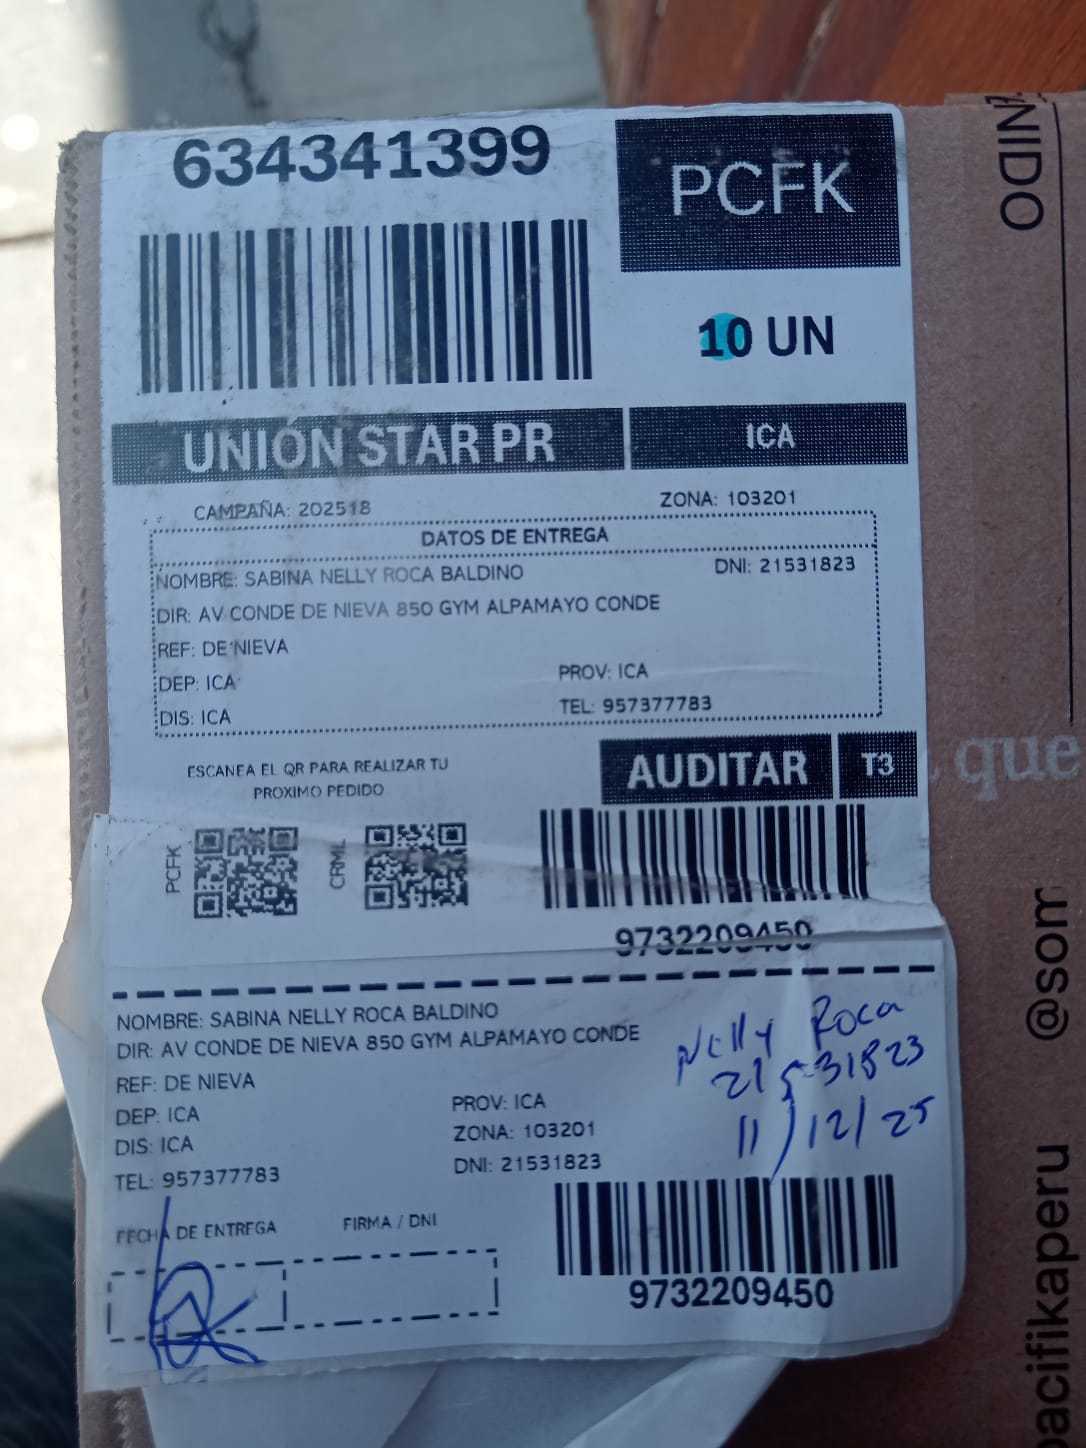 634341399
PCFK
10 UN
UNIÓN STAR PR
ICA
CAMPAÑA: 202518
ZONA: 103201
DATOS DE ENTREGA
NOMBRE: SABINA NELLY ROCA BALDINO
DNI: 21531823
DIR: AV CONDE DE NIEVA 850 GYM ALPAMAYO CONDE
REF: DE NIEVA
DEP: ICA
PROV: ICA
DIS: ICA
TEL: 957377783
ESCANEA EL QR PARA REALIZAR TU
PROXIMO PEDIDO
AUDITAR
T3
PCFK
CRML
9732209450
NOMBRE: SABINA NELLY ROCA BALDINO
DIR: AV CONDE DE NIEVA 850 GYM ALPAMAYO CONDE
REF: DE NIEVA
DEP: ICA
PROV: ICA
DIS: ICA
ZONA: 103201
TEL: 957377783
DNI: 21531823
Nelly Roca
21531823
11/12/25
FECHA DE ENTREGA
FIRMA / DNI
9732209450
que
@som
pacifikaperu